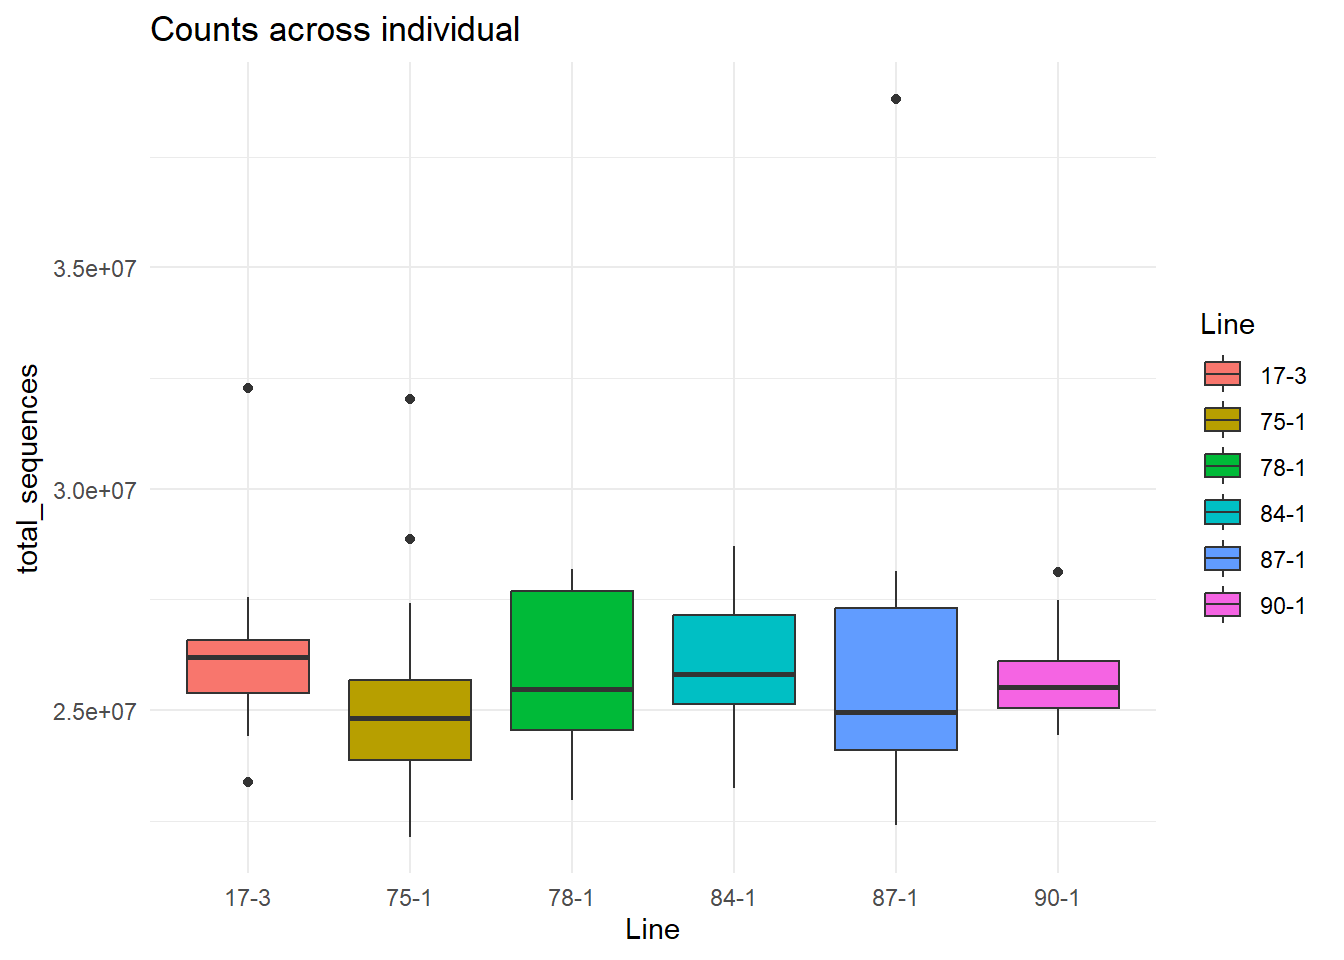 Counts across individual
total_sequences
3.5e+07
3.0e+07
2.5e+07
17-3
75-1
78-1
84-1
87-1
90-1
Line
Line
17-3
75-1
78-1
84-1
87-1
90-1